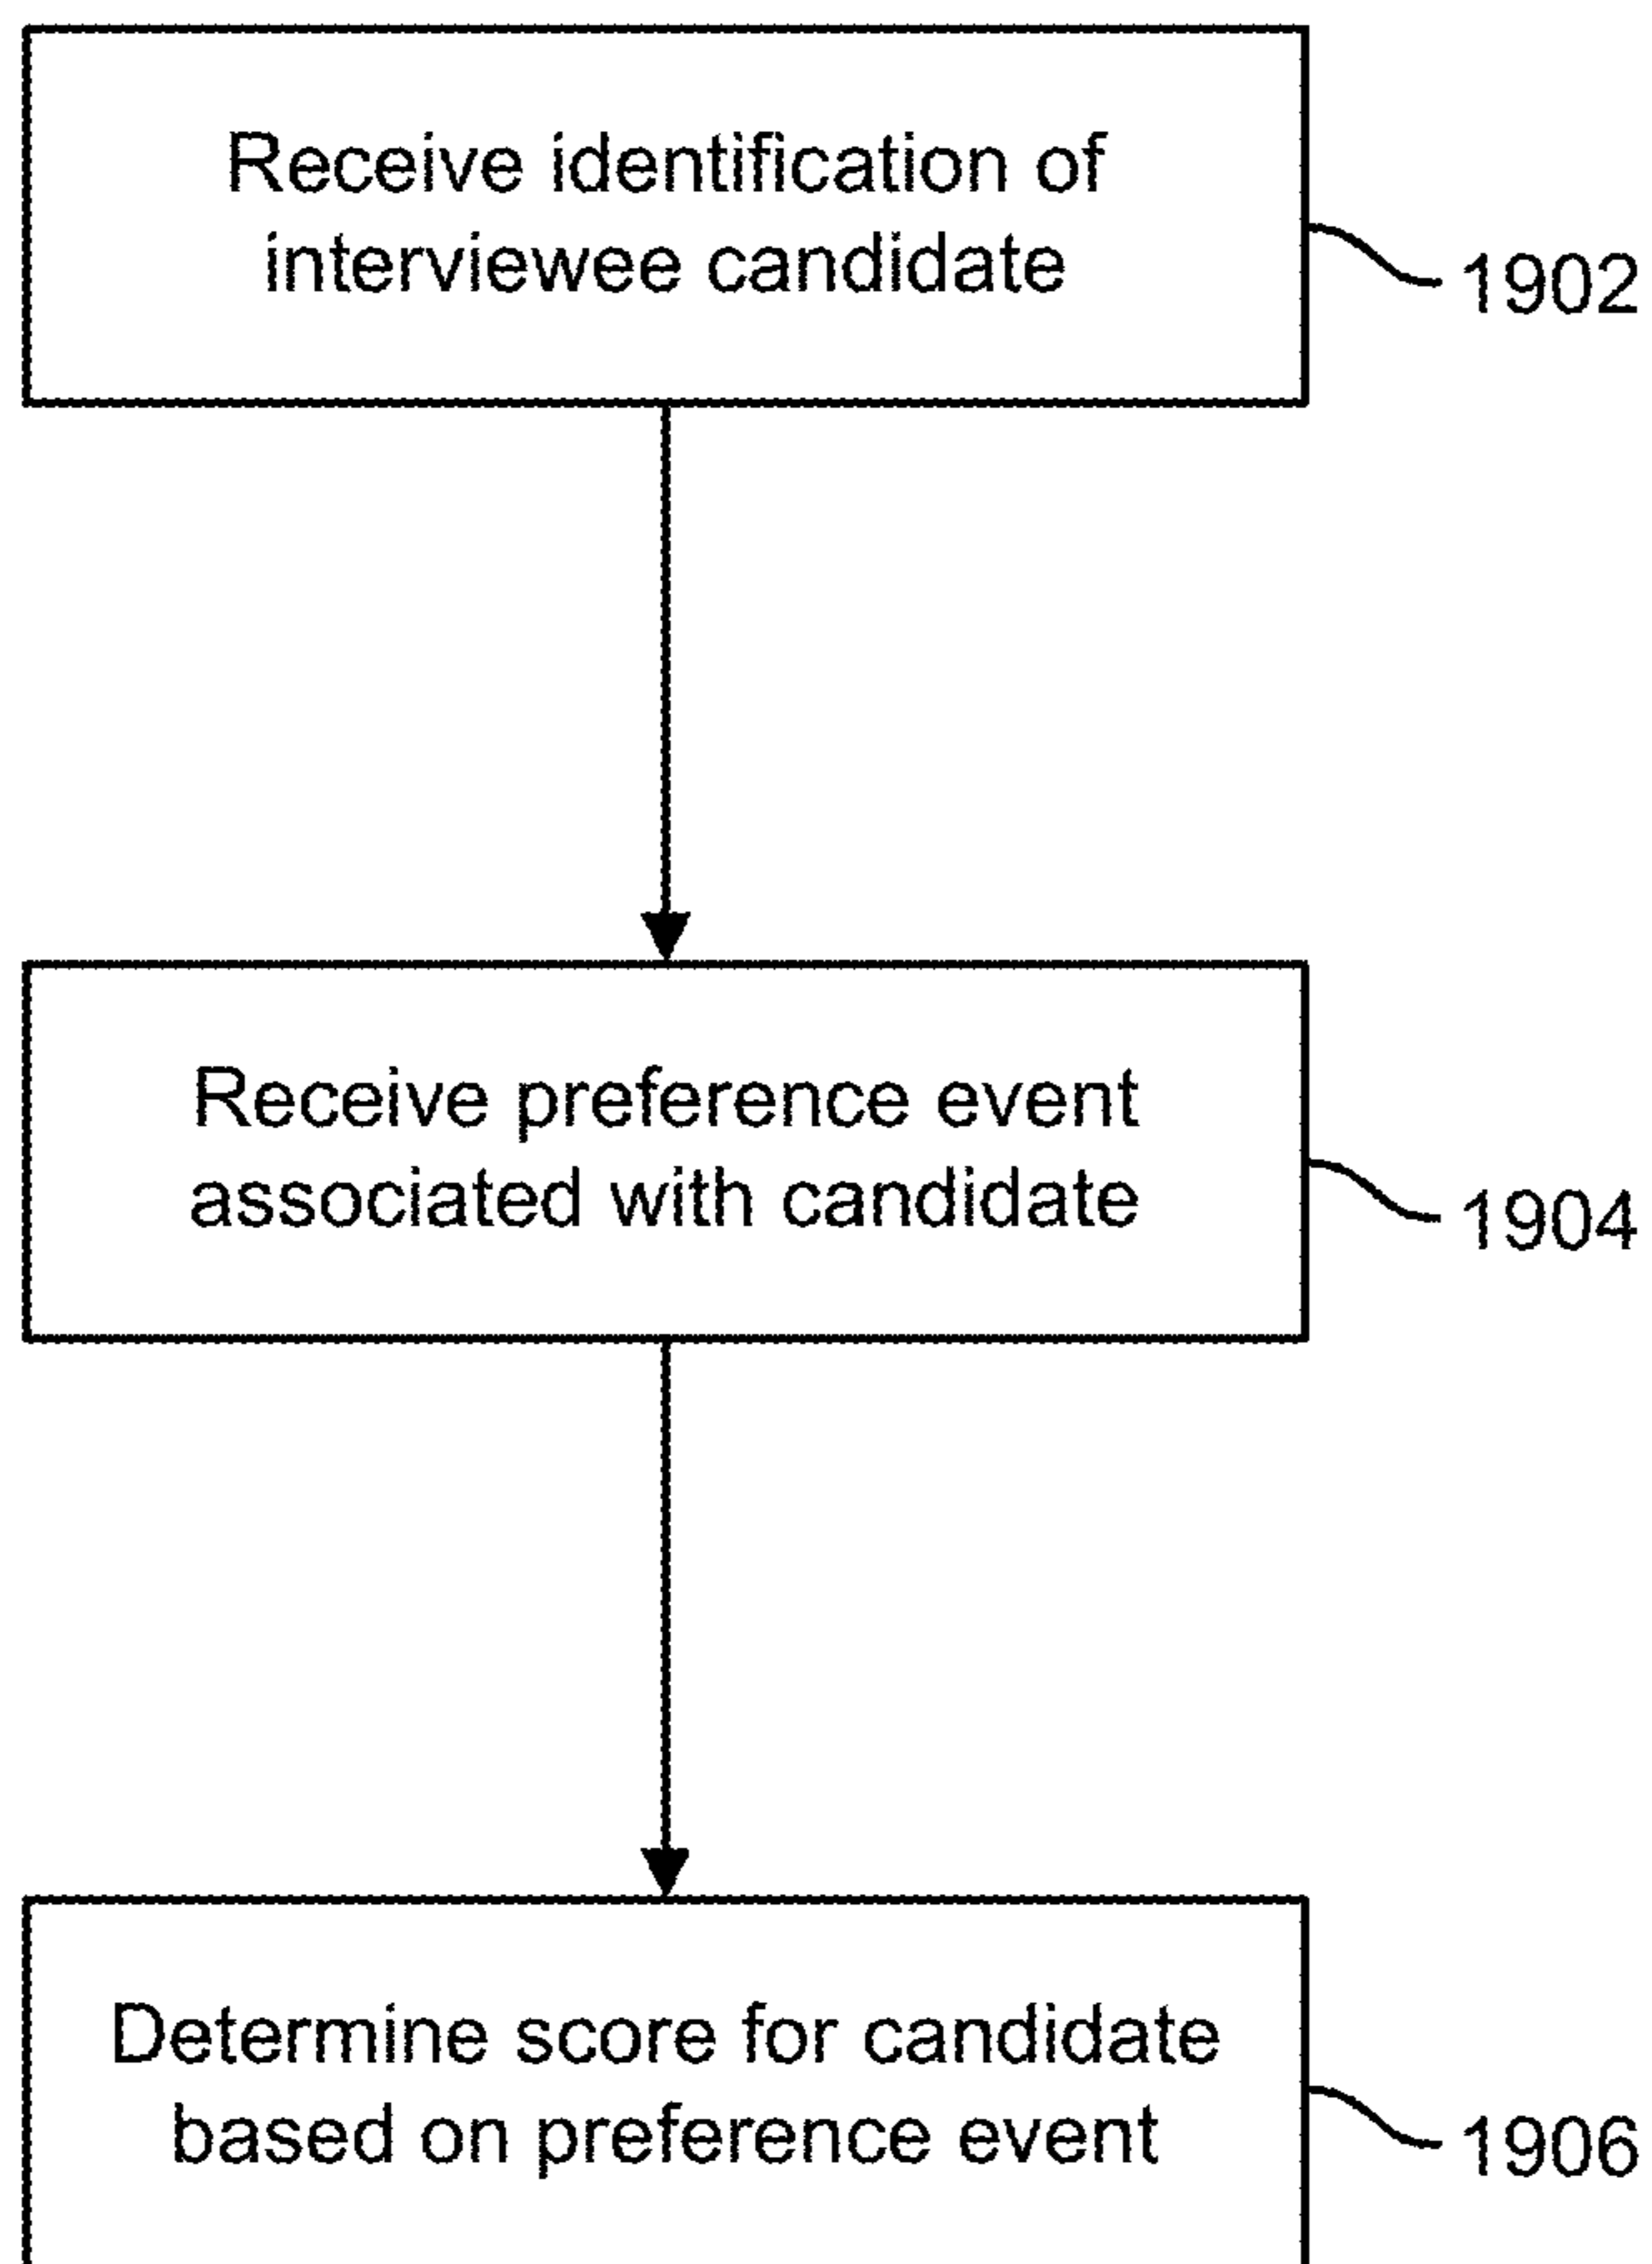 Receive identification of
interviewee candidate
1902
Receive preference event
associated with candidate
1904
Determine score for candidate
based on preference event
1906